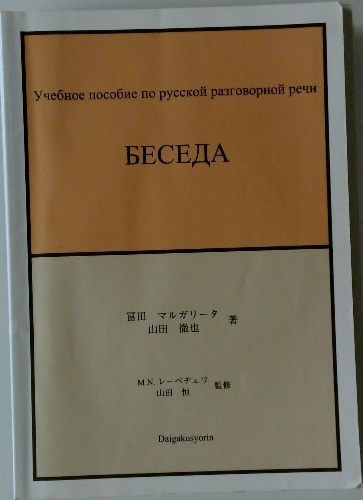 Учебное пособие по русской разговорной речи
БЕСЕДА
冨田 マルガリータ
山田 徹也 著
M.N. レーベヂェワ
山田 恒 監修
Daigakusyorin